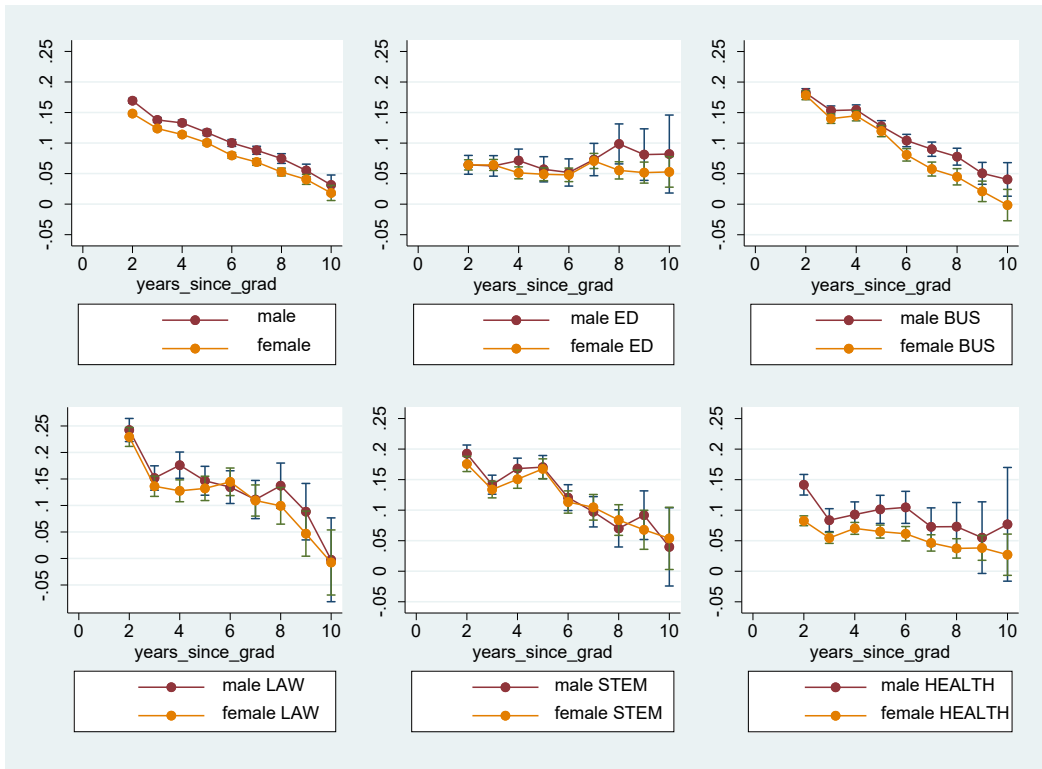 .25
.2
.15
.1
.05
0
-.05
0 2 4 6 8 10
years_since_grad
male
female
.25
.2
.15
.1
.05
0
-.05
0 2 4 6 8 10
years_since_grad
male ED
female ED
.25
.2
.15
.1
.05
0
-.05
0 2 4 6 8 10
years_since_grad
male BUS
female BUS
.25
.2
.15
.1
.05
0
-.05
0 2 4 6 8 10
years_since_grad
male LAW
female LAW
.25
.2
.15
.1
.05
0
-.05
0 2 4 6 8 10
years_since_grad
male STEM
female STEM
.25
.2
.15
.1
.05
0
-.05
0 2 4 6 8 10
years_since_grad
male HEALTH
female HEALTH